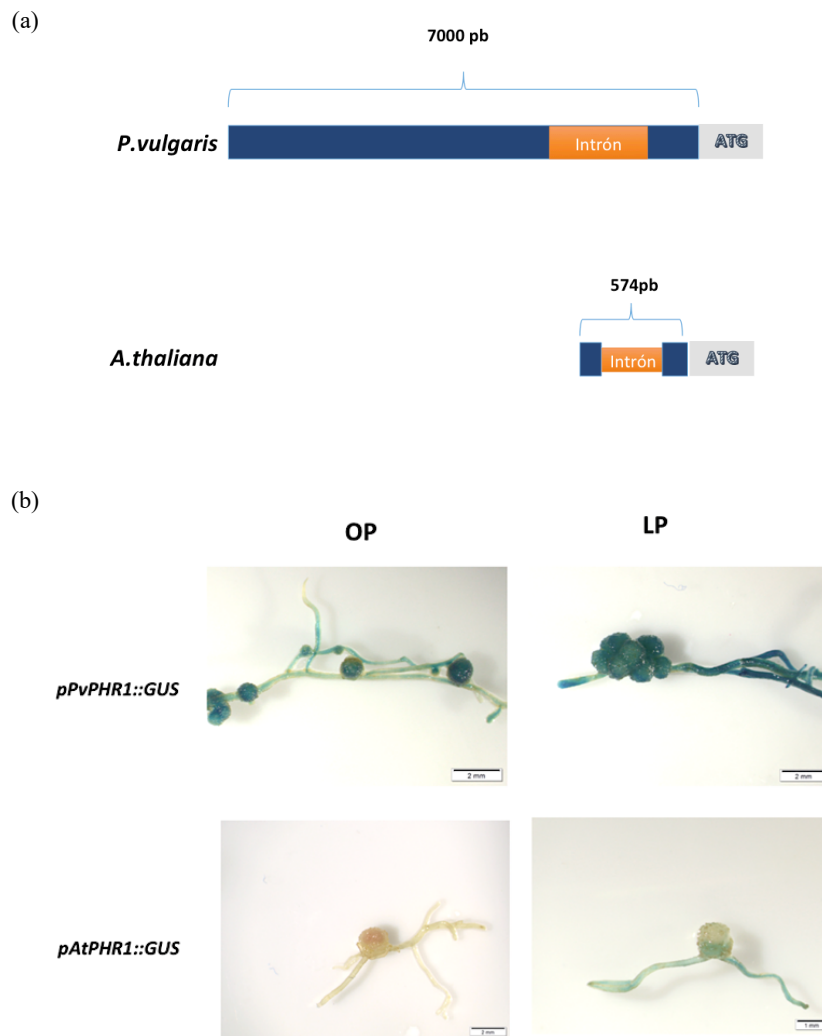 (a)
7000 pb
P.vulgaris
Intrón
ATG
574pb
A.thaliana
Intrón
ATG
(b)
OP
LP
pPvPHR1::GUS
2 mm
2 mm
pAtPHR1::GUS
2 mm
1 mm